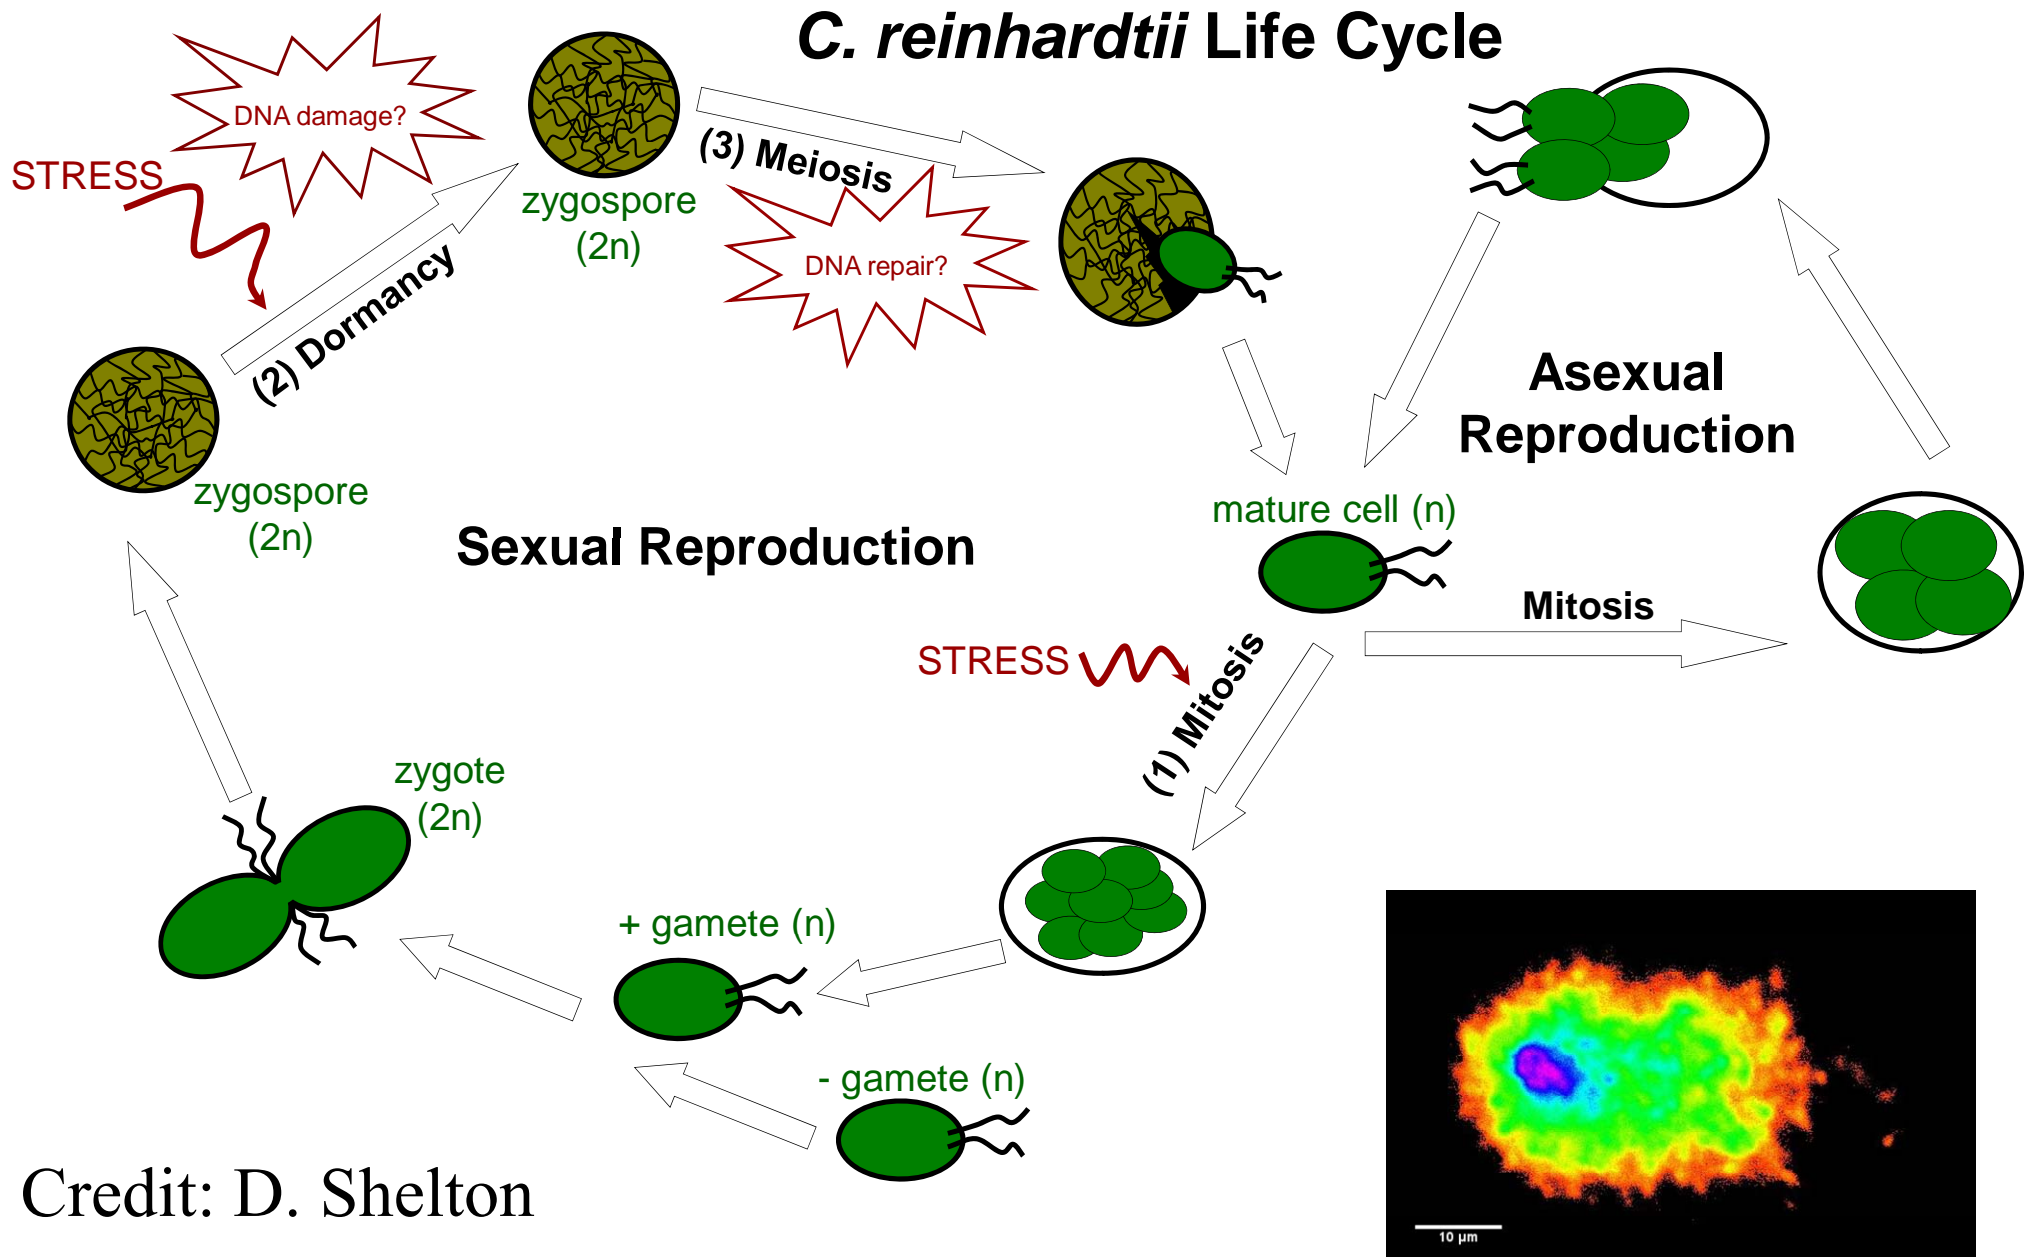 C. reinhardtii Life Cycle
DNA damage?
STRESS
zygospore
(2n)
(3) Meiosis
DNA repair?
(2) Dormancy
zygospore
(2n)
Asexual
Reproduction
Sexual Reproduction
mature cell (n)
Mitosis
STRESS
(1) Mitosis
zygote
(2n)
+ gamete (n)
- gamete (n)
Credit: D. Shelton
10 μm